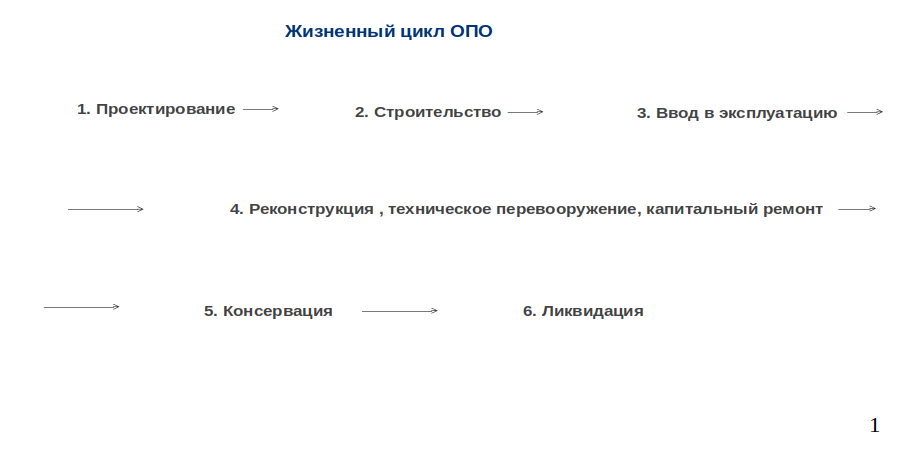 Жизненный цикл ОПО
1. Проектирование
2. Строительство
3. Ввод в эксплуатацию
4. Реконструкция , техническое перевооружение, капитальный ремонт
5. Консервация
6. Ликвидация
1